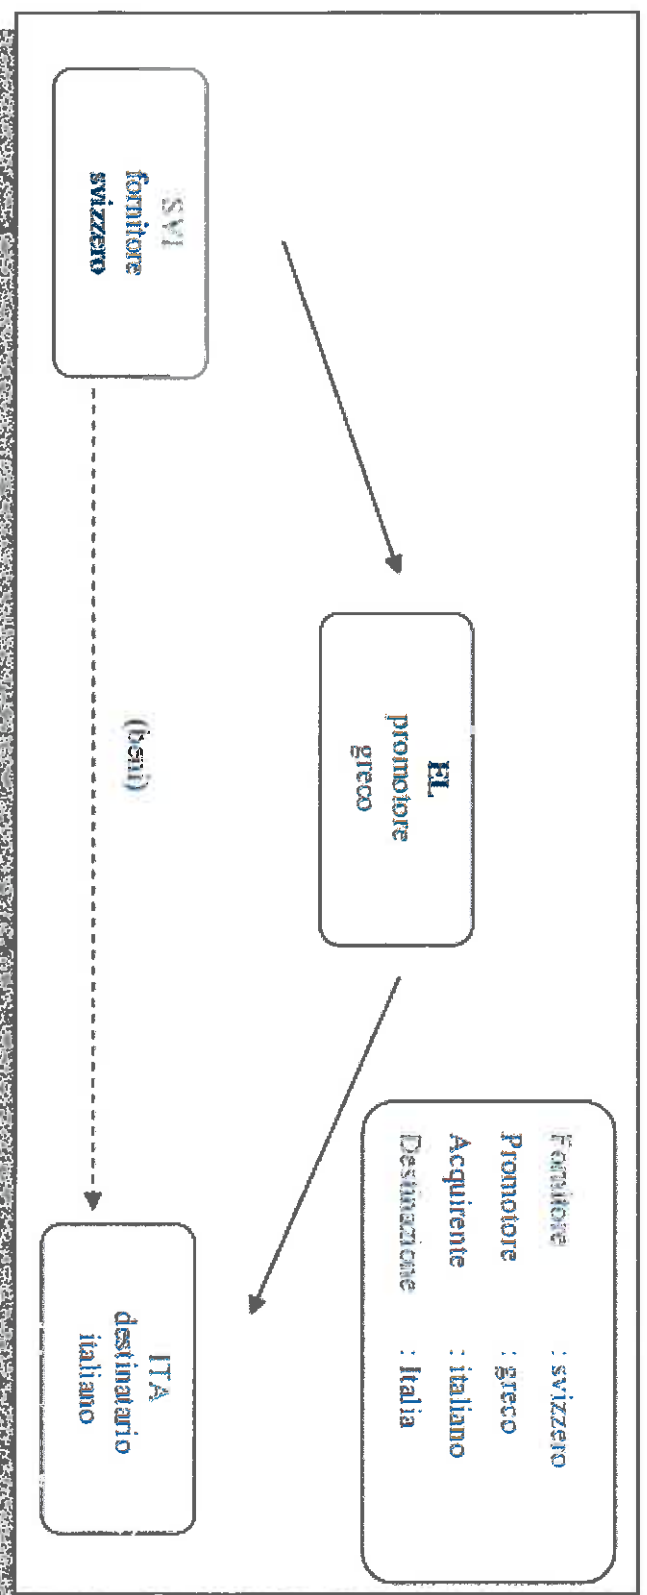 SVI
fornitore
svizzero
EL
promotore
greco
(beni)
ITA
destinatario
italiano
Fornitore : svizzero
Promotore : greco
Acquirente : italiano
Destinazione : Italia